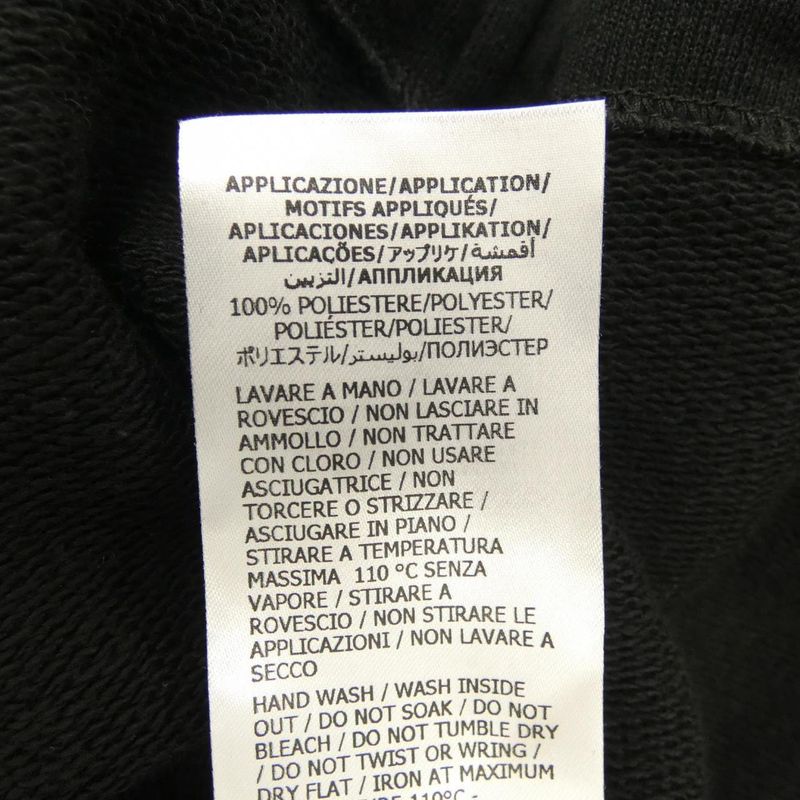 APPLICAZIONE/APPLICATION/
MOTIFS APPLIQUÉS/
APLICACIONES/APPLIKATION/
APLICAÇÕES/アップリケ/أقمشة
التزيين/АППЛИКАЦИЯ
100% POLIESTERE/POLYESTER/
POLIÉSTER/POLIESTER/
ポリエステル/بوليستر/ПОЛИЭСТЕР
LAVARE A MANO / LAVARE A
ROVESCIO / NON LASCIARE IN
AMMOLLO / NON TRATTARE
CON CLORO / NON USARE
ASCIUGATRICE / NON
TORCERE O STRIZZARE /
ASCIUGARE IN PIANO /
STIRARE A TEMPERATURA
MASSIMA 110 °C SENZA
VAPORE / STIRARE A
ROVESCIO / NON STIRARE LE
APPLICAZIONI / NON LAVARE A
SECCO
HAND WASH / WASH INSIDE
OUT / DO NOT SOAK / DO NOT
BLEACH / DO NOT TUMBLE DRY
/ DO NOT TWIST OR WRING /
/ DRY FLAT / IRON AT MAXIMUM
110°C -